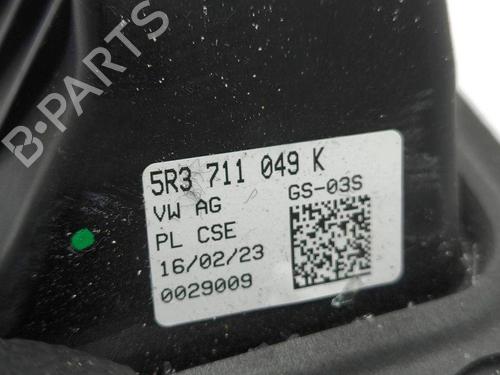 B-PARTS
5R3 711 049 K
VW AG GS-03S
PL CSE
16/02/23
0029009